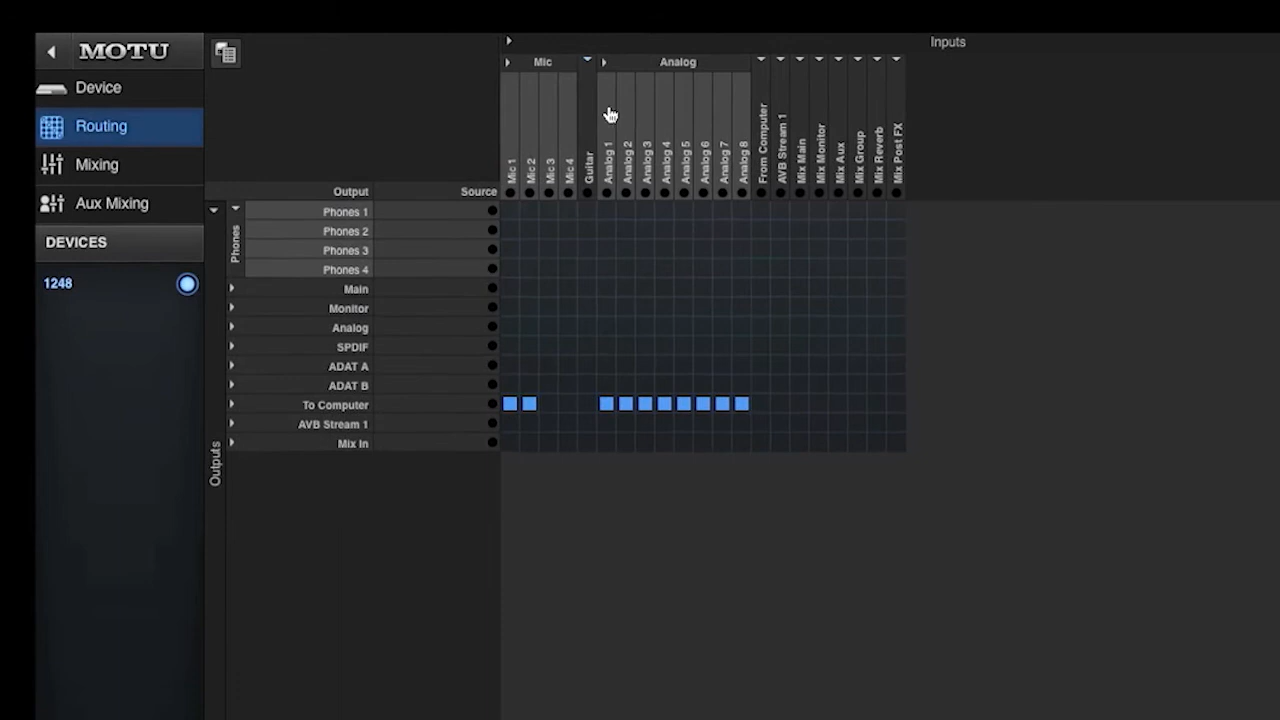 MOTU
Device
Routing
Mixing
Aux Mixing
DEVICES
1248
Inputs
Mic
Analog
Mic 1
Mic 2
Mic 3
Mic 4
Guitar
Analog 1
Analog 2
Analog 3
Analog 4
Analog 5
Analog 6
Analog 7
Analog 8
From Computer
AVB Stream 1
Mix Main
Mix Monitor
Mix Aux
Mix Group
Mix Reverb
Mix Post FX
Output
Source
Outputs
Phones
Phones 1
Phones 2
Phones 3
Phones 4
Main
Monitor
Analog
SPDIF
ADAT A
ADAT B
To Computer
AVB Stream 1
Mix In